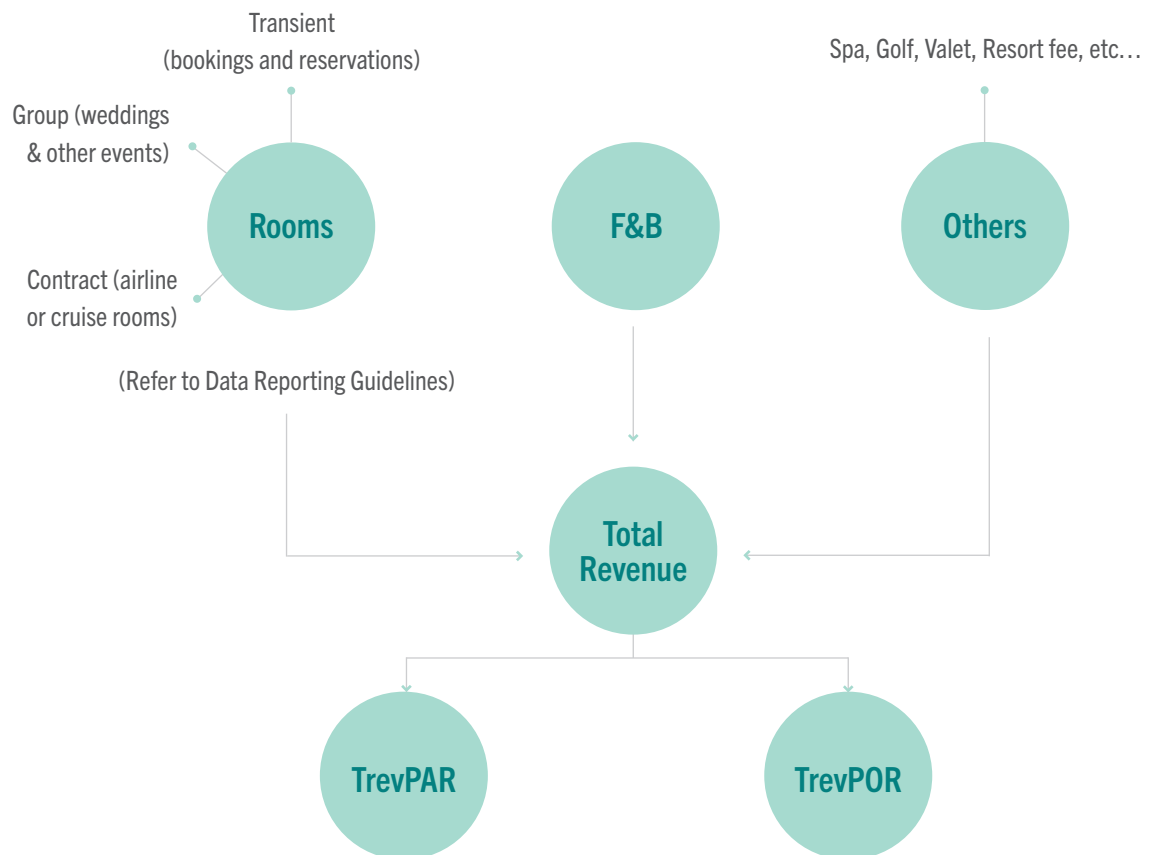 Transient
(bookings and reservations)
Spa, Golf, Valet, Resort fee, etc...
Group (weddings
& other events)
Rooms
F&B
Others
Contract (airline
or cruise rooms)
(Refer to Data Reporting Guidelines)
Total
Revenue
TrevPAR
TrevPOR